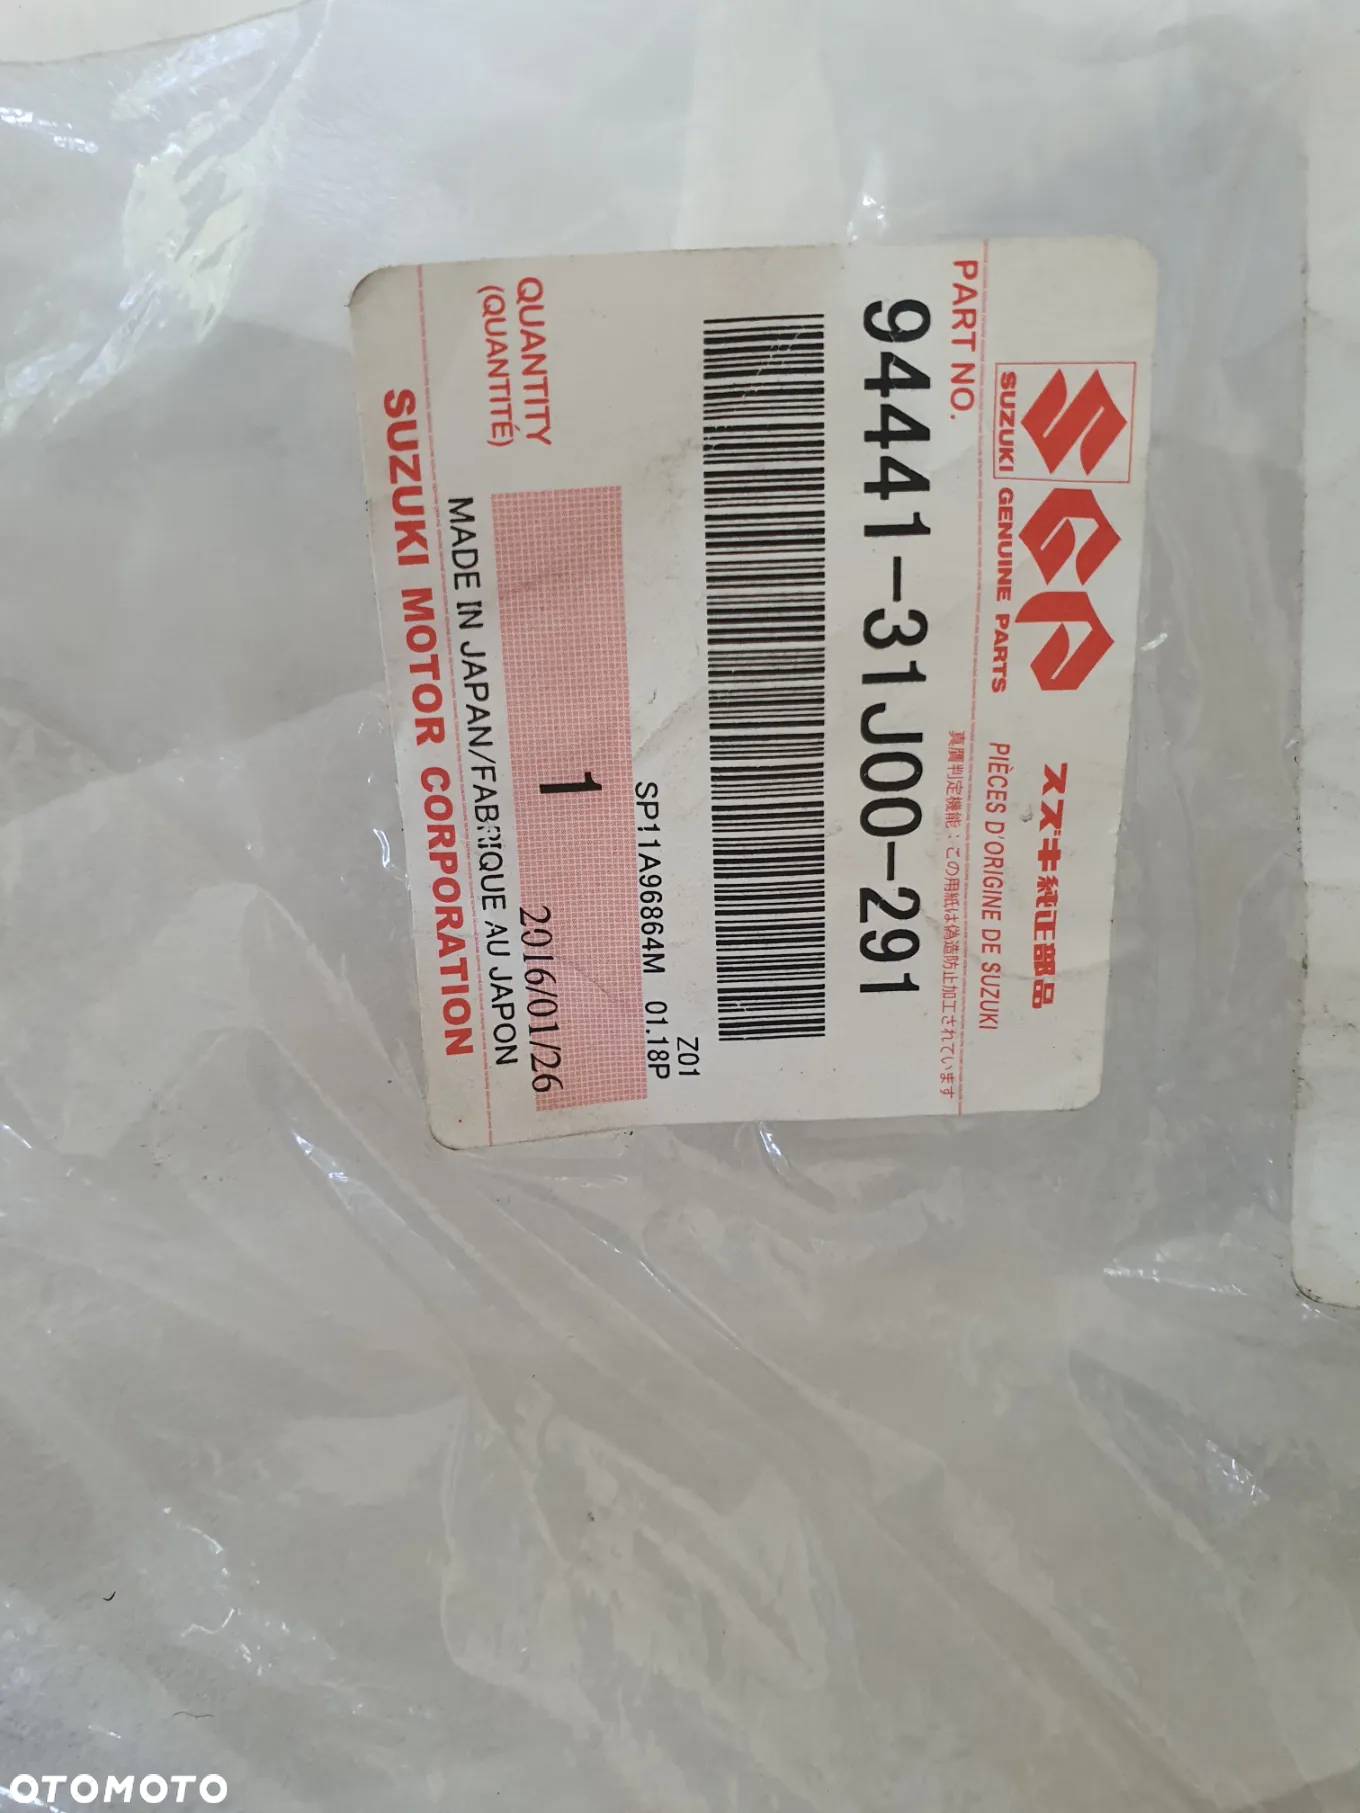 スズキ純正部品
SUZUKI GENUINE PARTS
PIÈCES D'ORIGINE DE SUZUKI
PART NO.
真贋判定機能：この用紙は偽造防止加工されています
94441-31J00-291
Z01
SP11A96864M 01.18P
QUANTITY
(QUANTITÉ)
1
2016/01/26
MADE IN JAPAN/FABRIQUE AU JAPON
SUZUKI MOTOR CORPORATION
OTOMOTO